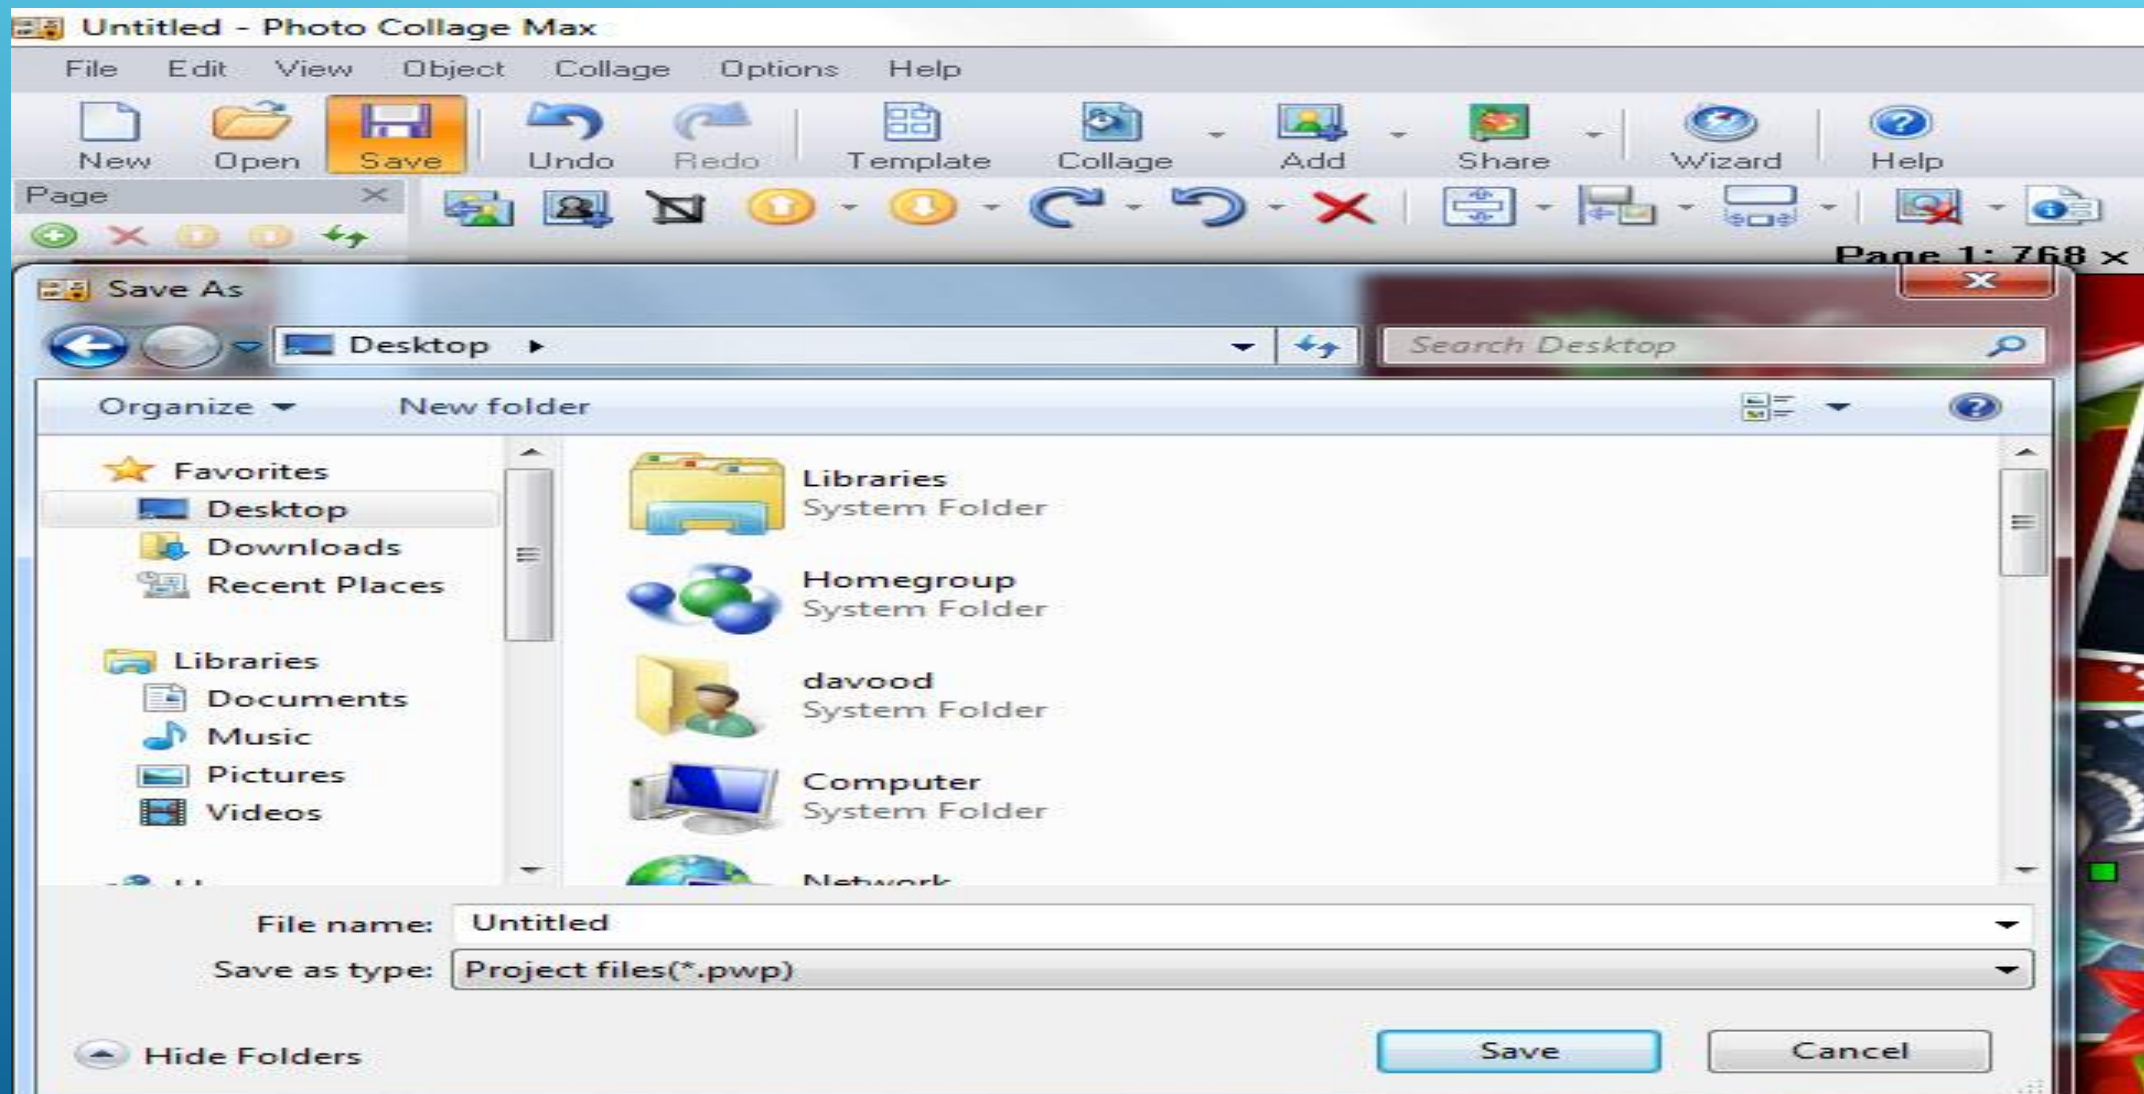 Untitled - Photo Collage Max
File Edit View Object Collage Options Help
New Open Save Undo Redo Template Collage Add Share Wizard Help
Page
Page 1: 768 ×
Save As
Desktop
Search Desktop
Organize New folder
Favorites
Desktop
Downloads
Recent Places
Libraries
Documents
Music
Pictures
Videos
Libraries
System Folder
Homegroup
System Folder
davood
System Folder
Computer
System Folder
Network
File name: Untitled
Save as type: Project files(*.pwp)
Hide Folders
Save Cancel